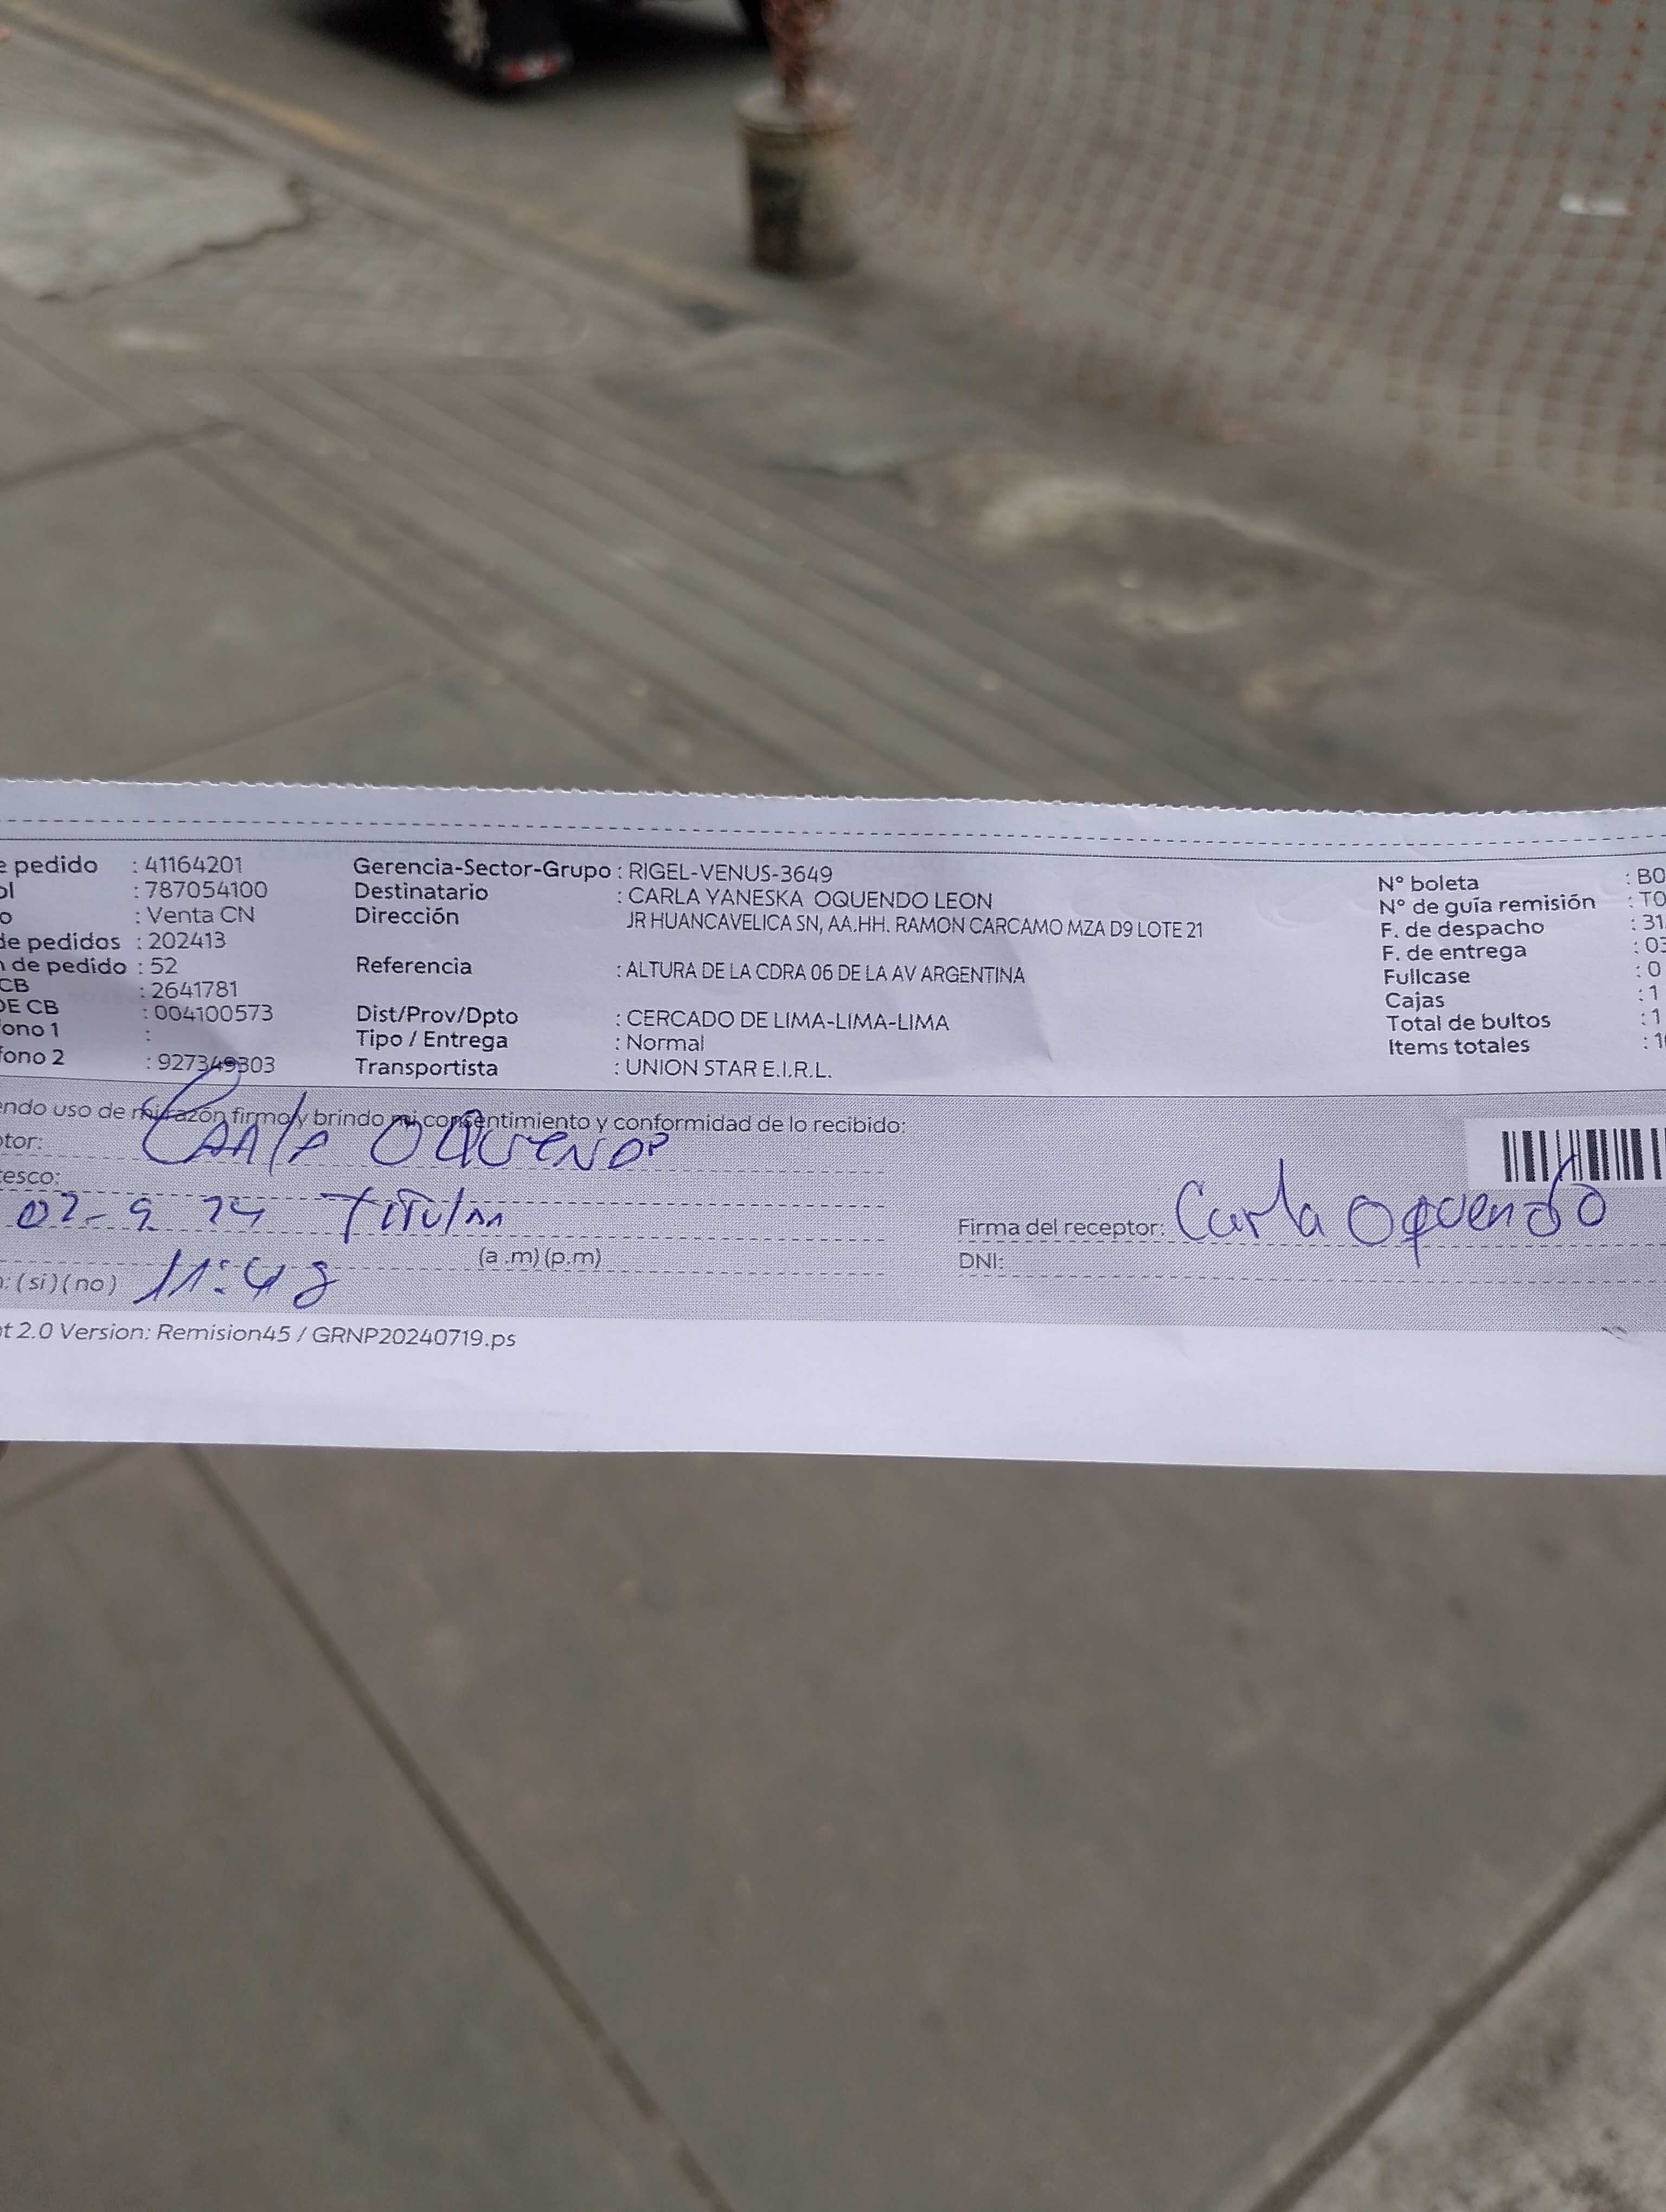 e pedido : 41164201 Gerencia-Sector-Grupo : RIGEL-VENUS-3649 N° boleta : B0
ol : 787054100 Destinatario : CARLA YANESKA OQUENDO LEON N° de guía remisión : T0
o : Venta CN Dirección JR HUANCAVELICA SN, AA.HH. RAMON CARCAMO MZA D9 LOTE 21 F. de despacho : 31
de pedidos : 202413 F. de entrega : 03
n de pedido : 52 Referencia : ALTURA DE LA CDRA 06 DE LA AV ARGENTINA Fullcase : 0
CB : 2641781 Cajas : 1
DE CB : 004100573 Dist/Prov/Dpto : CERCADO DE LIMA-LIMA-LIMA Total de bultos : 1
fono 1 : Tipo / Entrega : Normal Items totales : 1
fono 2 : 927349303 Transportista : UNION STAR E.I.R.L.
endo uso de mi razón firmo y brindo mi consentimiento y conformidad de lo recibido:
ptor: Carla OQUENDO
esco:
02-9 24 Titular Firma del receptor: Carla Oquendo
(a.m)(p.m) DNI:
: (si)(no) 11:48
t 2.0 Version: Remision45 / GRNP20240719.ps